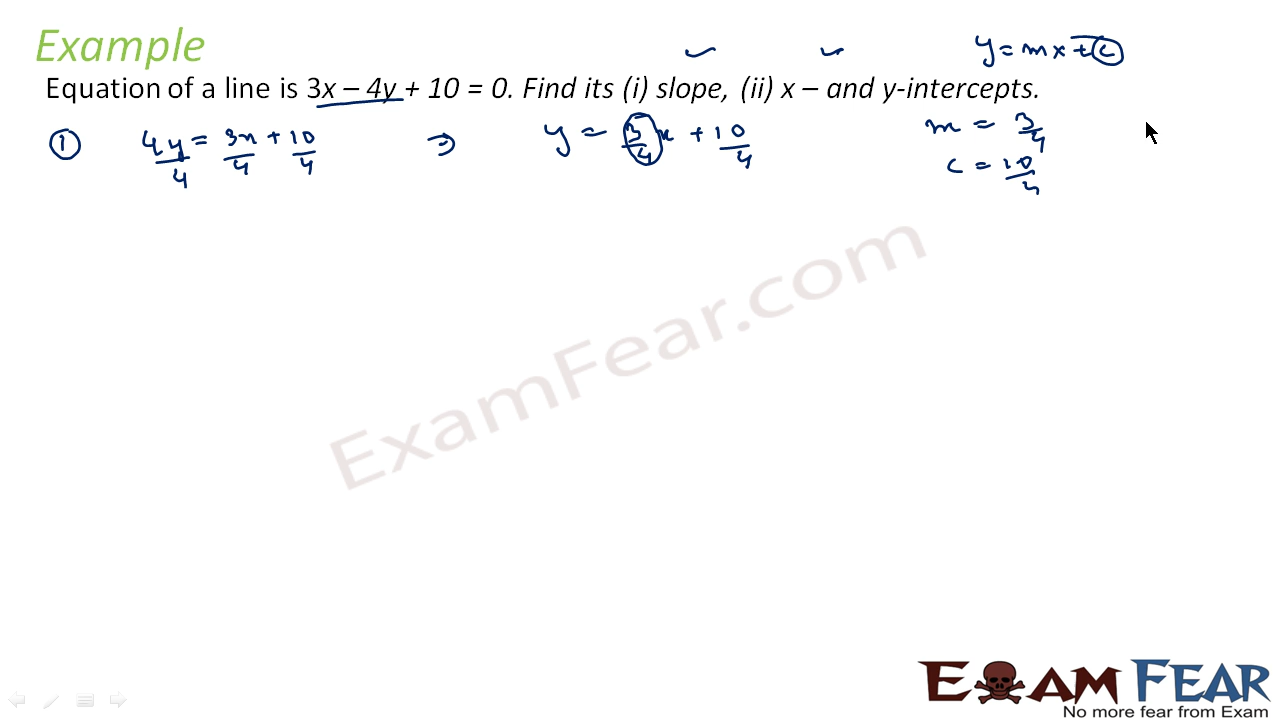 Example
y = mx + c
Equation of a line is 3x – 4y + 10 = 0. Find its (i) slope, (ii) x – and y-intercepts.
① 4y/4 = 3x/4 + 10/4 ⇒ y = 3/4 x + 10/4 m = 3/4
c = 10/4
ExamFear.com
EXAM FEAR
No more fear from Exam